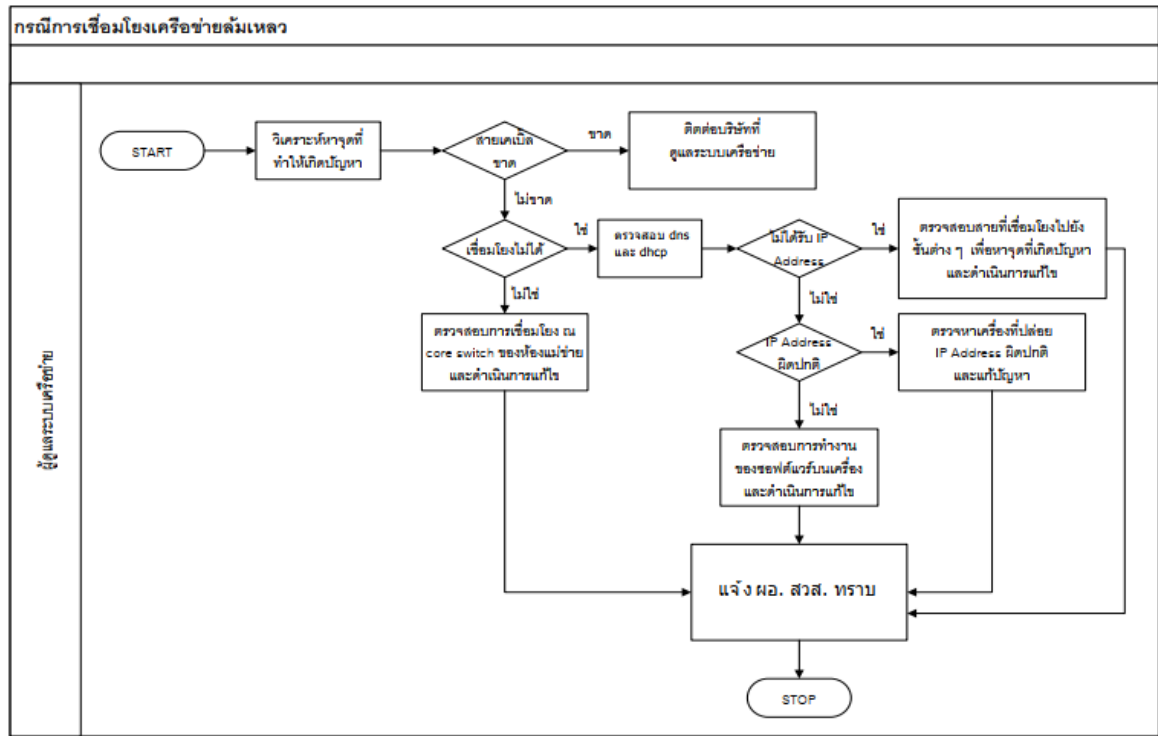 กรณีการเชื่อมโยงเครือข่ายล้มเหลว
START
วิเคราะห์หาจุดที่
ทำให้เกิดปัญหา
สายเคเบิล
ขาด
ขาด
ติดต่อบริษัทที่
ดูแลระบบเครือข่าย
ไม่ขาด
เชื่อมโยงไม่ได้
ใช่
ตรวจสอบ dns
และ dhcp
ไม่ได้รับ IP
Address
ใช่
ตรวจสอบสายที่เชื่อมโยงไปยัง
ชั้นต่าง ๆ เพื่อหาจุดที่เกิดปัญหา
และดำเนินการแก้ไข
ไม่ใช่
ตรวจสอบการเชื่อมโยง ณ
core switch ของห้องแม่ข่าย
และดำเนินการแก้ไข
ไม่ใช่
IP Address
ผิดปกติ
ใช่
ตรวจหาเครื่องที่ปล่อย
IP Address ผิดปกติ
และแก้ปัญหา
ไม่ใช่
ตรวจสอบการทำงาน
ของซอฟต์แวร์บนเครื่อง
และดำเนินการแก้ไข
แจ้ง ผอ. สวส. ทราบ
STOP
ผู้ดูแลระบบเครือข่าย